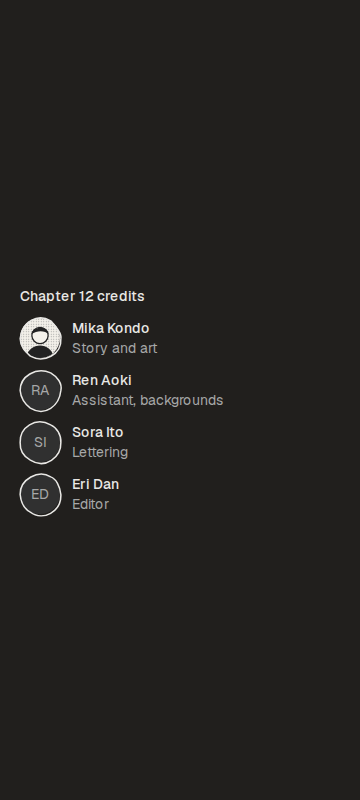 Chapter 12 credits
Mika Kondo
Story and art
RA
Ren Aoki
Assistant, backgrounds
SI
Sora Ito
Lettering
ED
Eri Dan
Editor